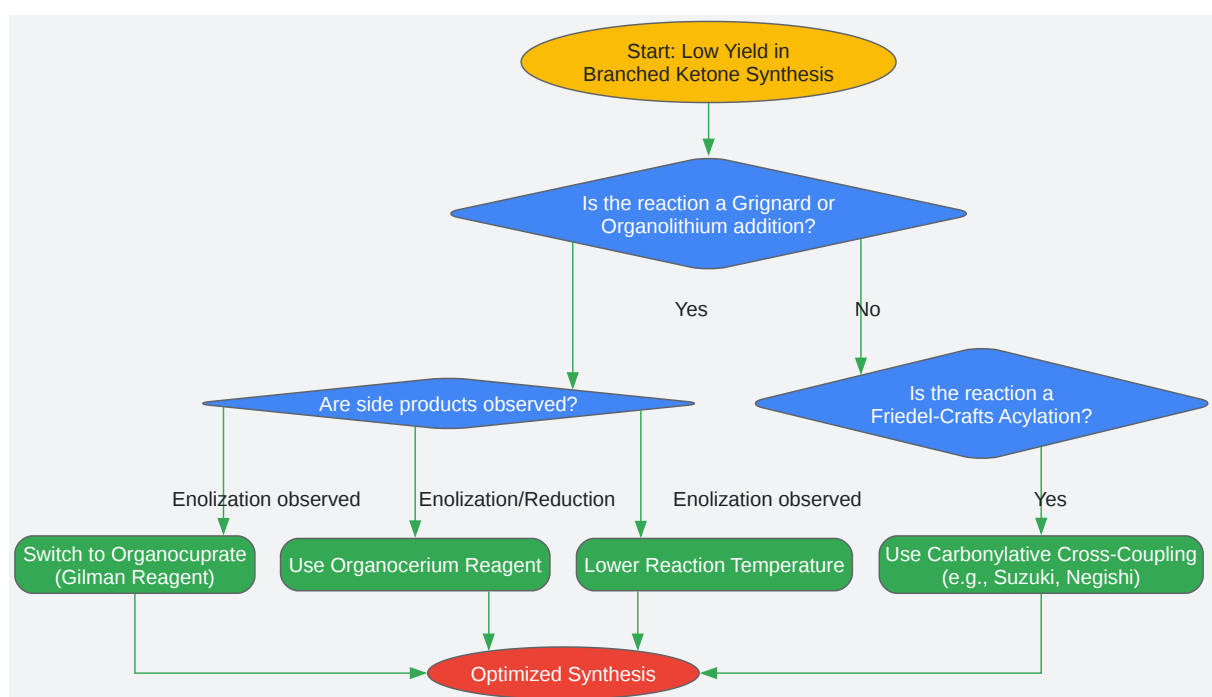 Start: Low Yield in
Branched Ketone Synthesis
Is the reaction a Grignard or
Organolithium addition?
Yes
No
Are side products observed?
Is the reaction a
Friedel-Crafts Acylation?
Enolization observed
Enolization/Reduction
Enolization observed
Yes
Switch to Organocuprate
(Gilman Reagent)
Use Organocerium Reagent
Lower Reaction Temperature
Use Carbonylative Cross-Coupling
(e.g., Suzuki, Negishi)
Optimized Synthesis